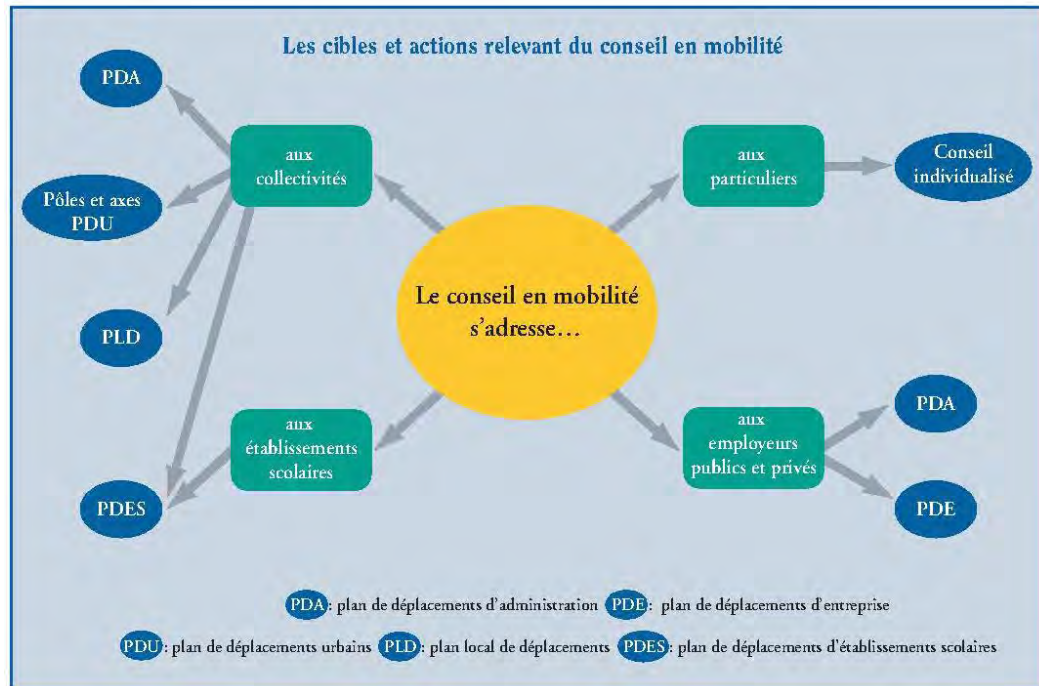 Les cibles et actions relevant du conseil en mobilité
PDA
aux
collectivités
Pôles et axes
PDU
PLD
aux
particuliers
Conseil
individualisé
Le conseil en mobilité
s'adresse…
aux
établissements
scolaires
PDES
aux
employeurs
publics et privés
PDA
PDE
PDA : plan de déplacements d'administration PDE : plan de déplacements d'entreprise
PDU : plan de déplacements urbains PLD : plan local de déplacements PDES : plan de déplacements d'établissements scolaires